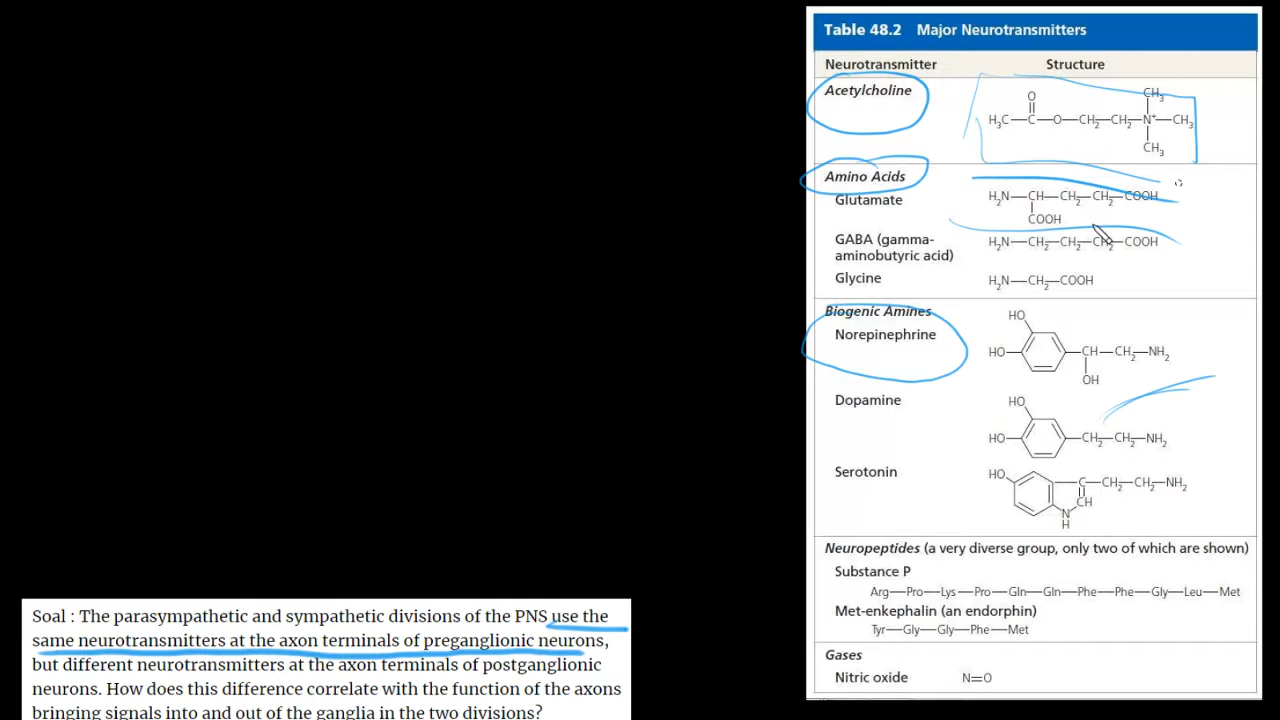 Table 48.2 Major Neurotransmitters
Neurotransmitter Structure
Acetylcholine
O
CH3
H3C—C—O—CH2—CH2—N+—CH3
CH3
Amino Acids
Glutamate
H2N—CH—CH2—CH2—COOH
COOH
GABA (gamma-
aminobutyric acid)
H2N—CH2—CH2—CH2—COOH
Glycine
H2N—CH2—COOH
Biogenic Amines
Norepinephrine
HO
HO
CH—CH2—NH2
OH
Dopamine
HO
HO
CH2—CH2—NH2
Serotonin
HO
C—CH2—CH2—NH2
CH
N
H
Neuropeptides (a very diverse group, only two of which are shown)
Substance P
Arg—Pro—Lys—Pro—Gln—Gln—Phe—Phe—Gly—Leu—Met
Met-enkephalin (an endorphin)
Tyr—Gly—Gly—Phe—Met
Gases
Nitric oxide N=O
Soal : The parasympathetic and sympathetic divisions of the PNS use the
same neurotransmitters at the axon terminals of preganglionic neurons,
but different neurotransmitters at the axon terminals of postganglionic
neurons. How does this difference correlate with the function of the axons
bringing signals into and out of the ganglia in the two divisions?